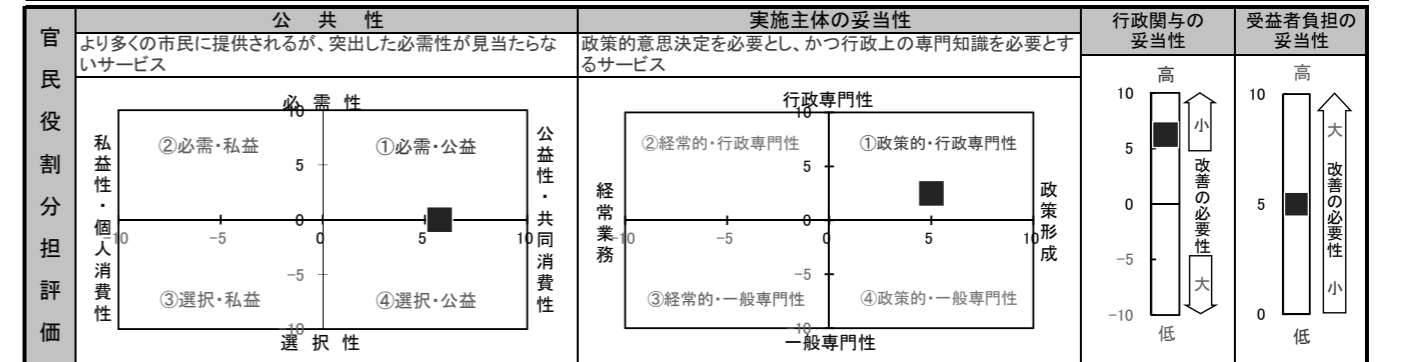 官民役割分担評価
公 共 性
より多くの市民に提供されるが、突出した必需性が見当たらな
いサービス
必 需 性
10
②必需・私益
①必需・公益
5
私益性・個人消費性
公益性・共同消費性
0
-10
-5
0
5
10
-5
③選択・私益
④選択・公益
-10
選 択 性
実施主体の妥当性
政策的意思決定を必要とし、かつ行政上の専門知識を必要とす
るサービス
行政専門性
10
②経常的・行政専門性
①政策的・行政専門性
5
経常業務
政策形成
0
-10
-5
0
5
10
-5
③経常的・一般専門性
④政策的・一般専門性
-10
一般専門性
行政関与の
妥当性
高
10
5
0
-5
-10
低
小
改善の必要性
大
受益者負担の
妥当性
高
10
5
0
低
大
改善の必要性
小